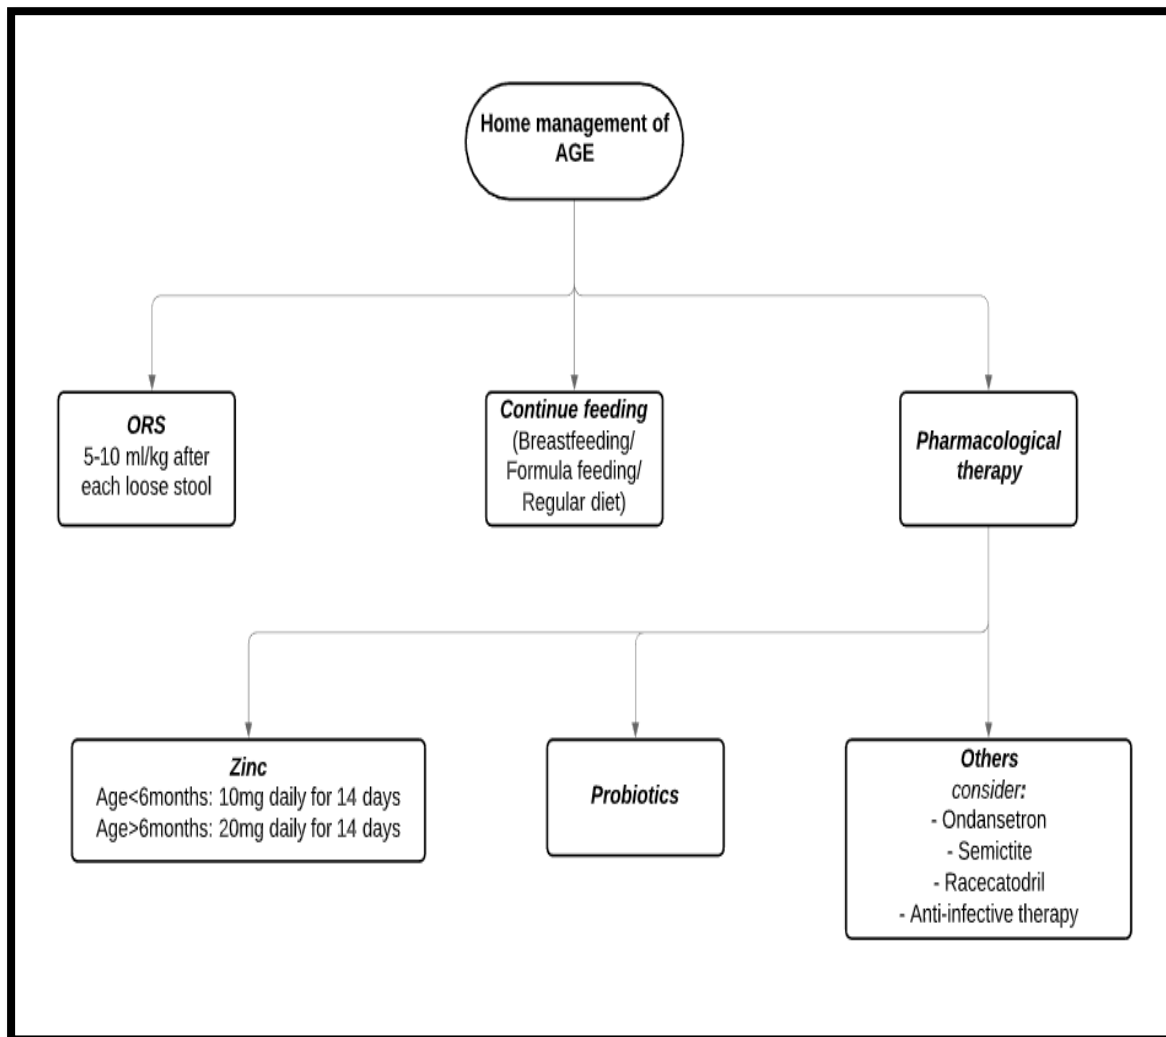 Home management of
AGE
ORS
5-10 ml/kg after
each loose stool
Continue feeding
(Breastfeeding/
Formula feeding/
Regular diet)
Pharmacological
therapy
Zinc
Age<6months: 10mg daily for 14 days
Age>6months: 20mg daily for 14 days
Probiotics
Others
consider:
- Ondansetron
- Semictite
- Racecatodril
- Anti-infective therapy